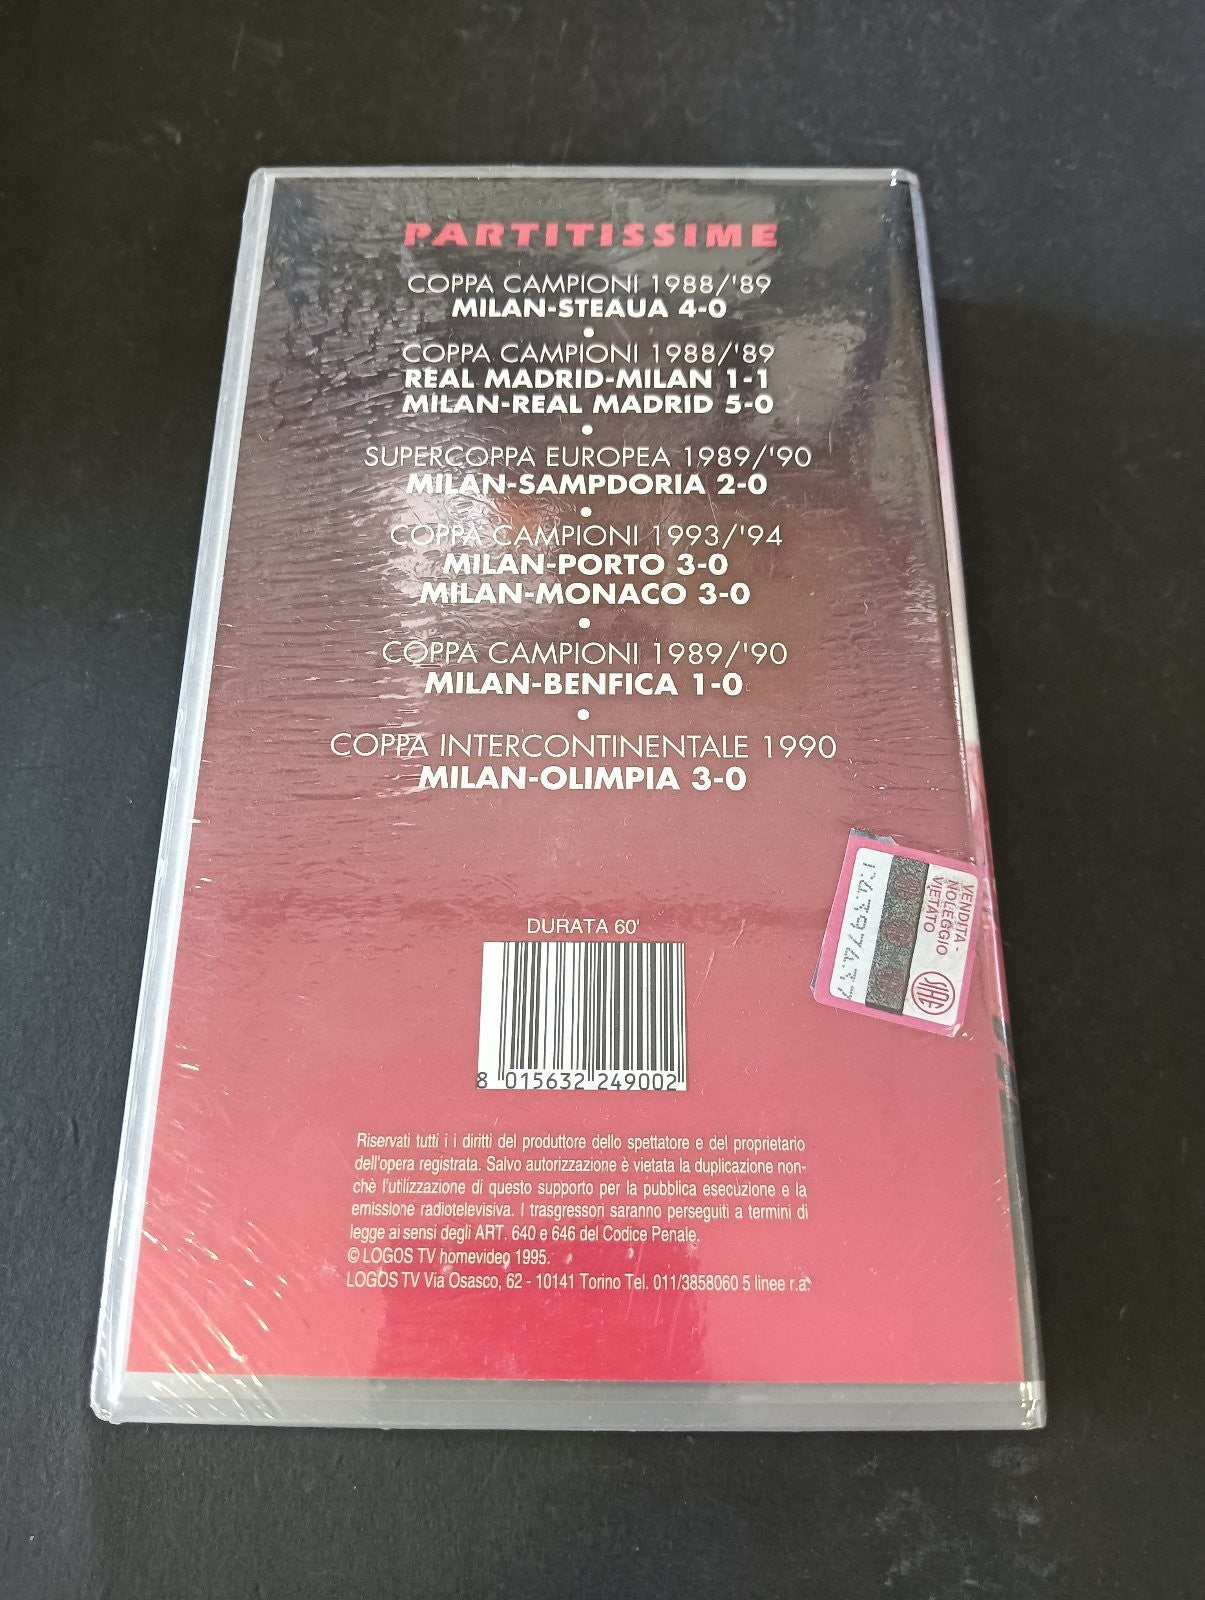 PARTITISSIME
COPPA CAMPIONI 1988/'89
MILAN-STEAUA 4-0
•
COPPA CAMPIONI 1988/'89
REAL MADRID-MILAN 1-1
MILAN-REAL MADRID 5-0
•
SUPERCOPPA EUROPEA 1989/'90
MILAN-SAMPDORIA 2-0
•
COPPA CAMPIONI 1993/'94
MILAN-PORTO 3-0
MILAN-MONACO 3-0
•
COPPA CAMPIONI 1989/'90
MILAN-BENFICA 1-0
•
COPPA INTERCONTINENTALE 1990
MILAN-OLIMPIA 3-0
VENDITA -
NOLEGGIO
VIETATO
SIAE
DURATA 60'
8 015632 249002
Riservati tutti i i diritti del produttore dello spettatore e del proprietario
dell'opera registrata. Salvo autorizzazione è vietata la duplicazione non-
chè l'utilizzazione di questo supporto per la pubblica esecuzione e la
emissione radiotelevisiva. I trasgressori saranno perseguiti a termini di
legge ai sensi degli ART. 640 e 646 del Codice Penale.
© LOGOS TV homevideo 1995.
LOGOS TV Via Osasco, 62 - 10141 Torino Tel. 011/3858060 5 linee r.a.